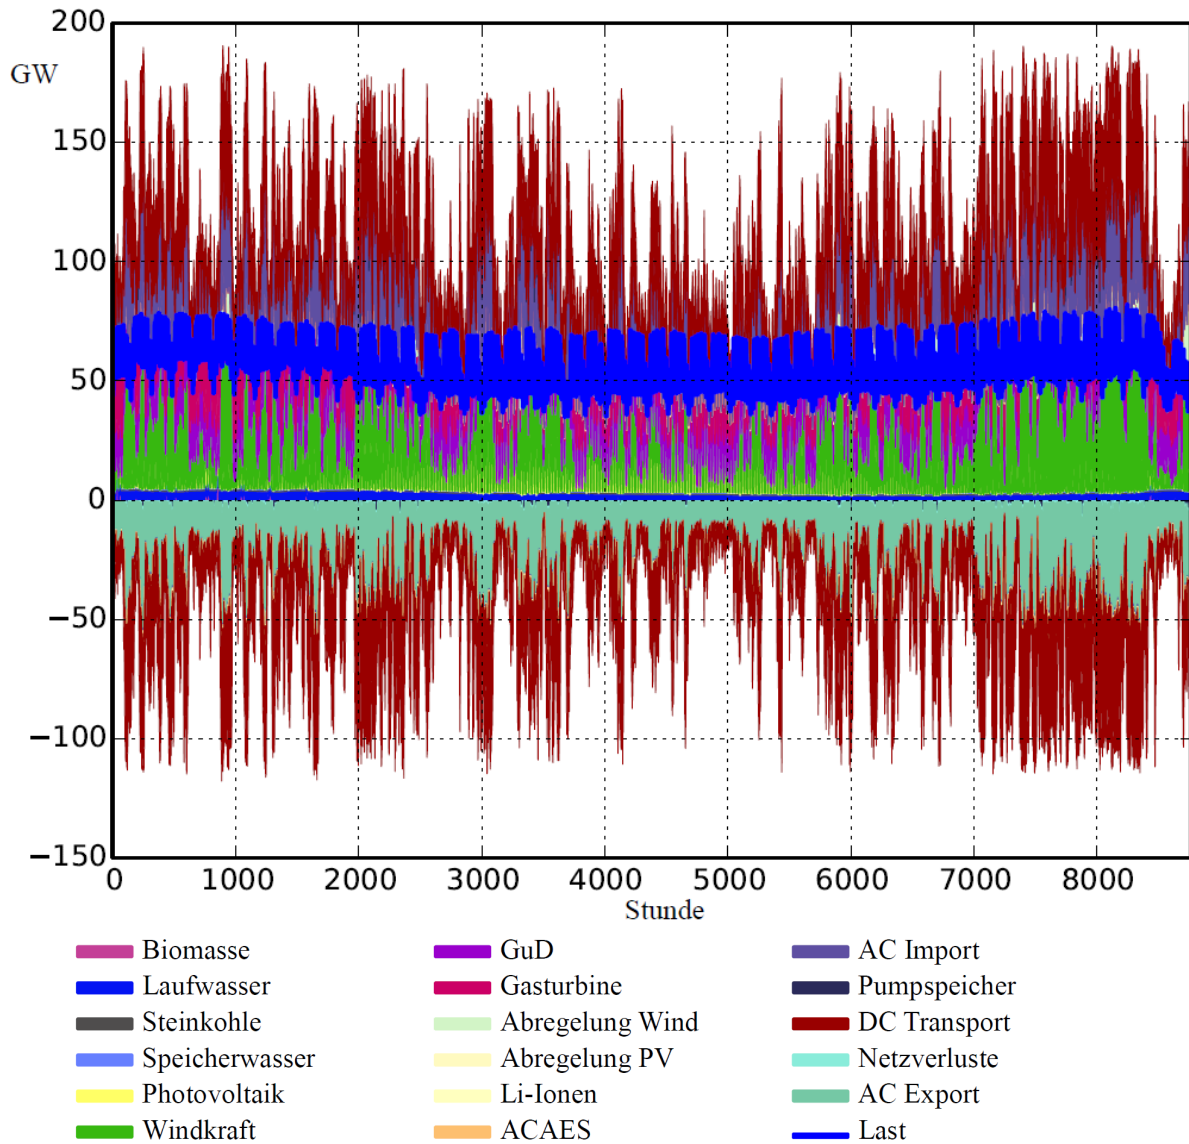 200
GW
150
100
50
0
−50
−100
−150
0 1000 2000 3000 4000 5000 6000 7000 8000
Stunde
Biomasse GuD AC Import
Laufwasser Gasturbine Pumpspeicher
Steinkohle Abregelung Wind DC Transport
Speicherwasser Abregelung PV Netzverluste
Photovoltaik Li-Ionen AC Export
Windkraft ACAES Last